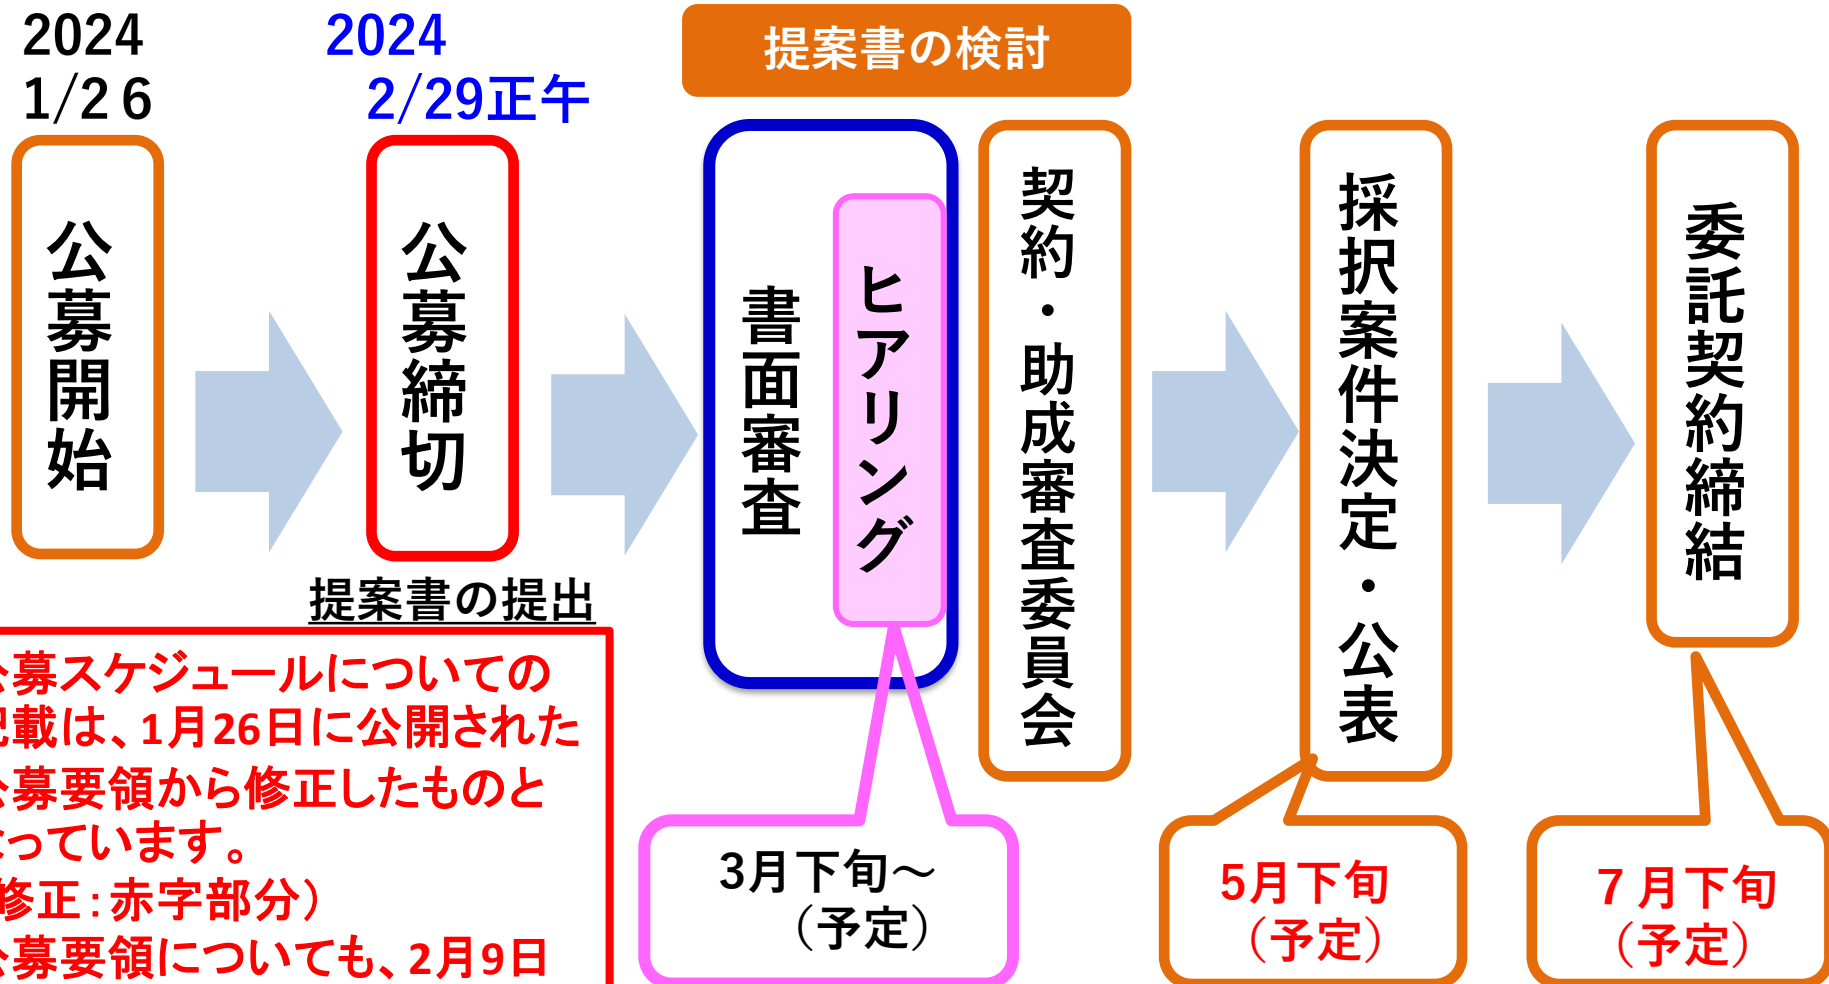 2024
1/2６
2024
2/29正午
提案書の検討
公募開始
公募締切
提案書の提出
書面審査
ヒアリング
契約・助成審査委員会
採択案件決定・公表
委託契約締結
公募スケジュールについての
記載は、1月26日に公開された
公募要領から修正したものと
なっています。
修正：赤字部分）
公募要領についても、2月9日
3月下旬～
（予定）
5月下旬
（予定）
７月下旬
（予定）